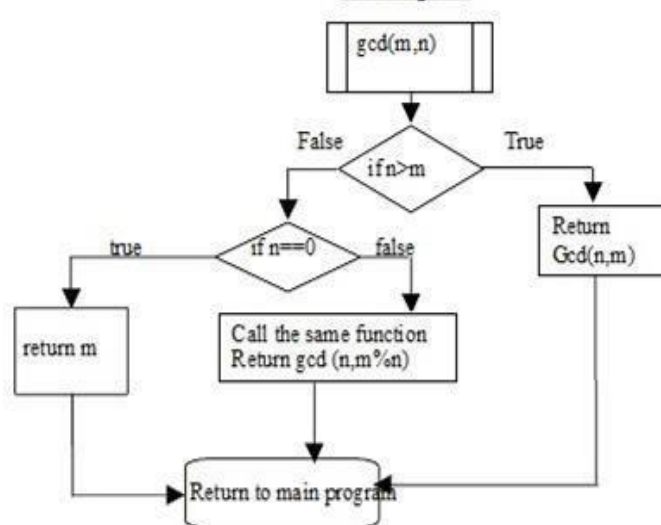 gcd(m,n)
False
True
if n>m
true
if n==0
false
Return
Gcd(n,m)
return m
Call the same function
Return gcd (n,m%n)
Return to main program